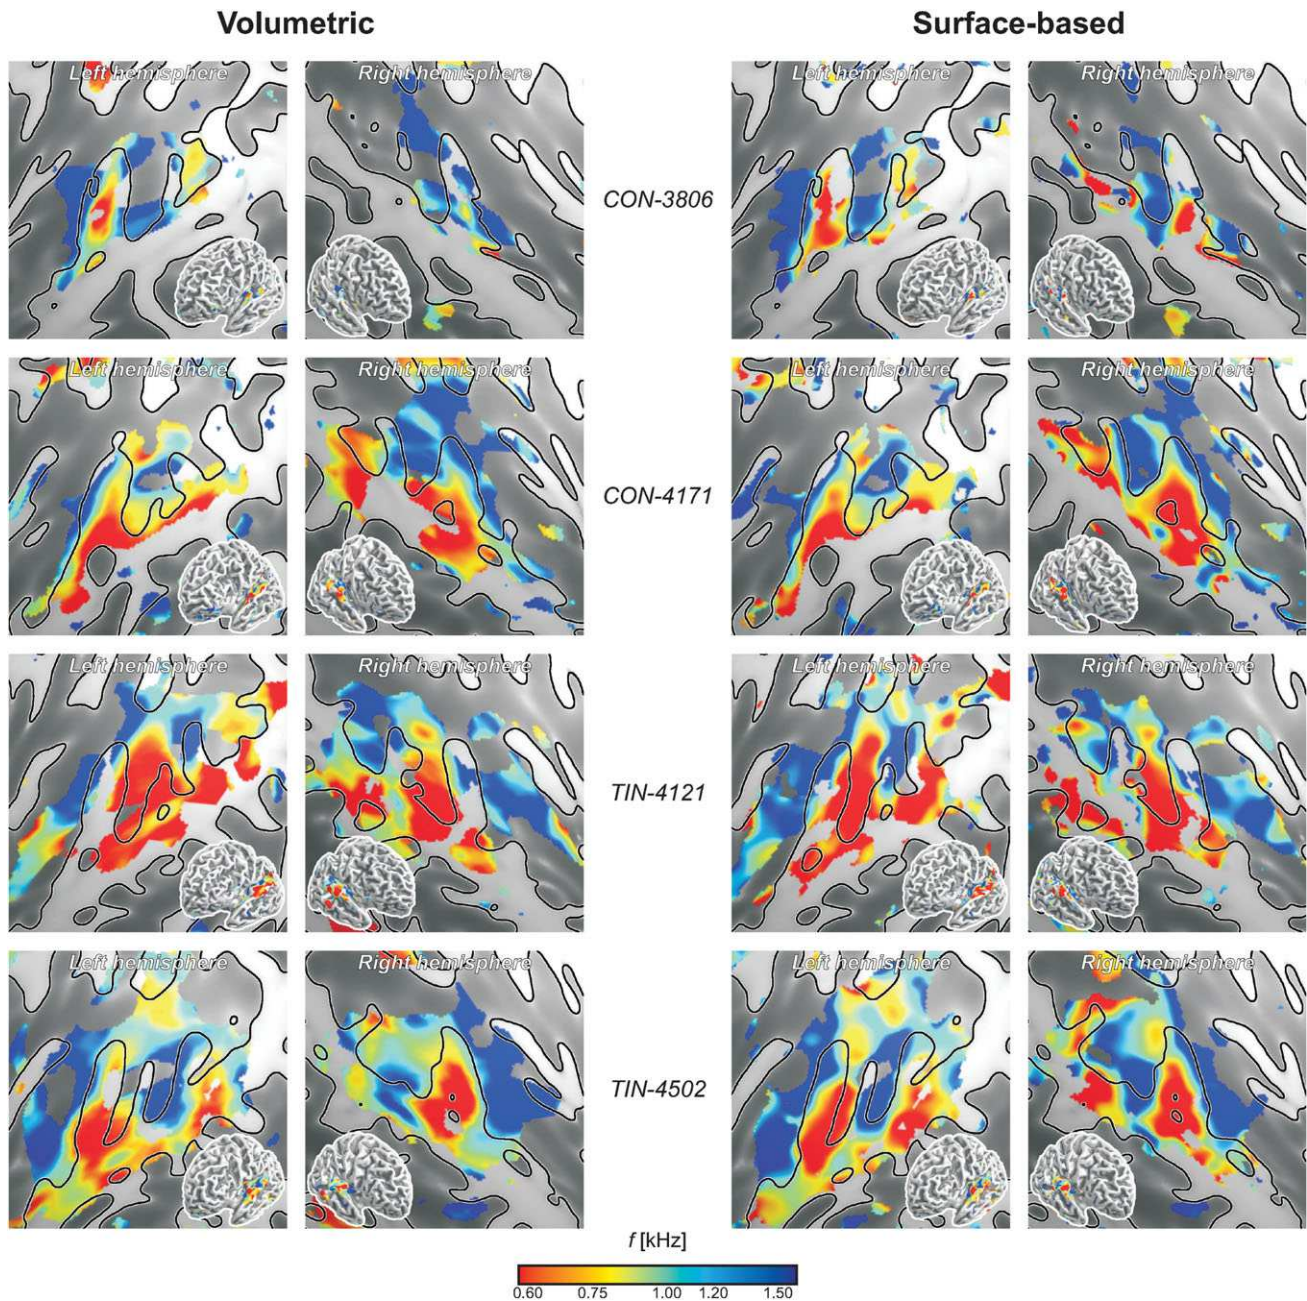 Volumetric Surface-based
Left hemisphere Right hemisphere Left hemisphere Right hemisphere
CON-3806
Left hemisphere Right hemisphere Left hemisphere Right hemisphere
CON-4171
Left hemisphere Right hemisphere Left hemisphere Right hemisphere
TIN-4121
Left hemisphere Right hemisphere Left hemisphere Right hemisphere
TIN-4502
f [kHz]
0.60 0.75 1.00 1.20 1.50